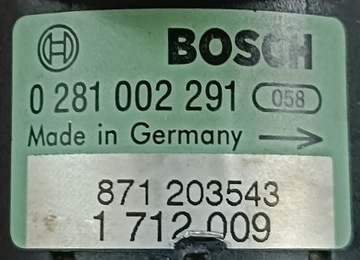 BOSCH
0 281 002 291 058
Made in Germany
871 203543
1 712 009